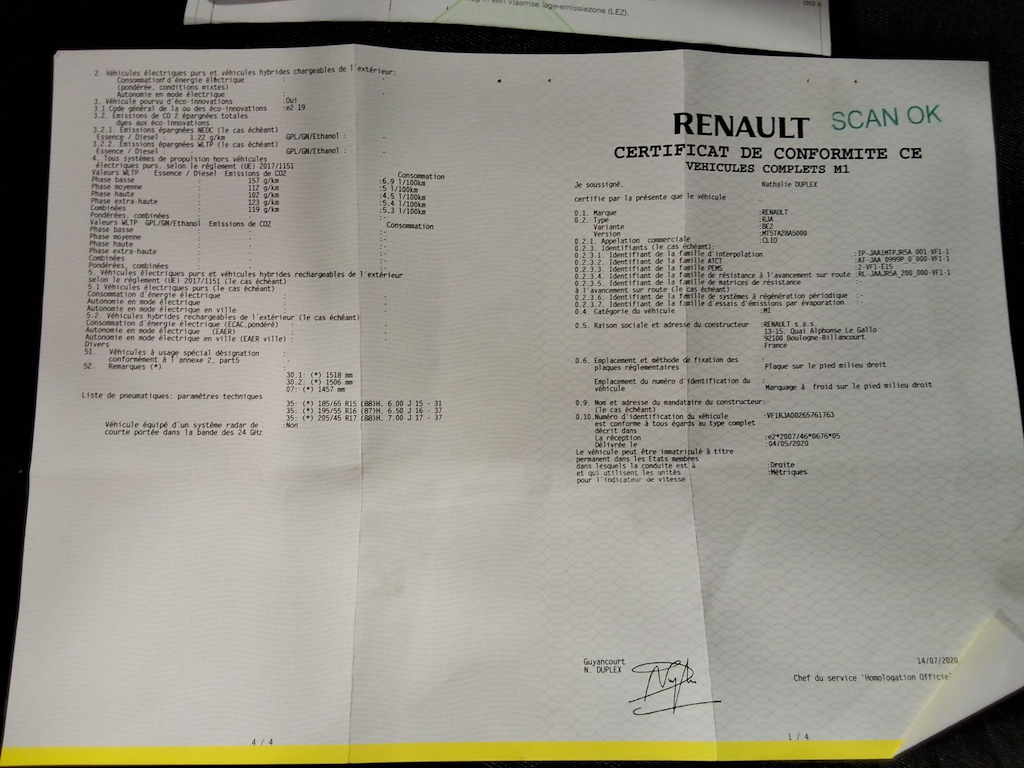 g in een Vlaamse lage-emissiezone (LEZ).
2. Véhicules électriques purs et véhicules hybrides chargeables de l'extérieur:
Consommation d'énergie électrique :
(pondérée, conditions mixtes)
Autonomie en mode électrique :
3. Véhicule pourvu d'éco-innovations :Oui
3.1.Code général de la ou des éco-innovations :e2 19
3.2. Emissions de CO 2 épargnées totales
dues aux éco-innovations
3.2.1. Emissions épargnées NEDC (le cas échéant)
Essence / Diesel : 1.22 g/km GPL/GN/Ethanol :
3.2.2. Emissions épargnées WLTP (le cas échéant)
Essence / Diesel : GPL/GN/Ethanol :
4. Tous systèmes de propulsion hors véhicules
électriques purs, selon le règlement (UE) 2017/1151
Valeurs WLTP Essence / Diesel Emissions de CO2 Consommation
Phase basse : 157 g/km :6.9 l/100km
Phase moyenne : 112 g/km :5 l/100km
Phase haute : 102 g/km :4.5 l/100km
Phase extra-haute : 123 g/km :5.4 l/100km
Combinées : 119 g/km :5.3 l/100km
Pondérées, combinées :- :-
Valeurs WLTP GPL/GN/Ethanol Emissions de CO2 Consommation
Phase basse : - :-
Phase moyenne : - :-
Phase haute : - :-
Phase extra-haute : - :-
Combinées : - :-
Pondérées, combinées : - :-
5. Véhicules électriques purs et véhicules hybrides rechargeables de l'extérieur
selon le règlement (UE) 2017/1151 (le cas échéant)
5.1 Véhicules électriques purs (le cas échéant)
Consommation d'énergie électrique :
Autonomie en mode électrique :
Autonomie en mode électrique en ville :
5.2. Véhicules hybrides rechargeables de l'extérieur (le cas échéant)
Consommation d'énergie électrique (ECAC,pondéré) :
Autonomie en mode électrique (EAER) :
Autonomie en mode électrique en ville (EAER ville) :
Divers
51. Véhicules à usage spécial désignation :
conformément à l'annexe 2, part5
52. Remarques (*) :
30.1: (*) 1518 mm
30.2: (*) 1506 mm
07: (*) 1457 mm
Liste de pneumatiques: paramètres techniques
35: (*) 185/65 R15 (88)H, 6.00 J 15 - 31
35: (*) 195/55 R16 (87)H, 6.50 J 16 - 37
35: (*) 205/45 R17 (88)H, 7.00 J 17 - 37
Véhicule équipé d'un système radar de :Non
courte portée dans la bande des 24 GHz
4 / 4
RENAULT SCAN OK
CERTIFICAT DE CONFORMITE CE
VEHICULES COMPLETS M1
Je soussigné. Nathalie DUPLEX
certifie par la présente que le véhicule :
0.1. Marque :RENAULT
0.2. Type :RJA
Variante :BE2
Version :MT5TA2BA5000
0.2.1. Appelation commerciale :CLIO
0.2.3. Identifiants (le cas échéant):
0.2.3.1. Identifiant de la famille d'interpolation :IP-JAA1MTPJR5A_001-VF1-1
0.2.3.2. Identifiant de la famille ATCT :AT-JAA_0999P_0_000-VF1-1
0.2.3.3. Identifiant de la famille PEMS :2-VF1-E15
0.2.3.4. Identifiant de la famille de résistance à l'avancement sur route :RL-JAAJR5A_200_000-VF1-1
0.2.3.5. Identifiant de la famille de matrices de résistance :-
à l'avancement sur route (le cas échéant)
0.2.3.6. Identifiant de la famille de systèmes à régénération périodique :-
0.2.3.7. Identifiant de la famille d'essais d'émissions par évaporation :-
0.4. Catégorie du véhicule :M1
0.5. Raison sociale et adresse du constructeur :RENAULT s.a.s.
13-15. Quai Alphonse Le Gallo
92100 Boulogne-Billancourt
France
0.6. Emplacement et méthode de fixation des :
plaques réglementaires Plaque sur le pied milieu droit
Emplacement du numéro d'identification du :
véhicule Marquage à froid sur le pied milieu droit
0.9. Nom et adresse du mandataire du constructeur:-
(le cas échéant)
0.10.Numéro d'identification du véhicule :VF1RJA00265761763
est conforme à tous égards au type complet
décrit dans
La réception :e2*2007/46*0676*05
Délivrée le :04/05/2020
Le véhicule peut être immatriculé à titre
permanent dans les Etats membres
dans lesquels la conduite est à :Droite
et qui utilisent les unités :Métriques
pour l'indicateur de vitesse
Guyancourt 14/07/2020
N. DUPLEX
Chef du service 'Homologation Officie
1 / 4